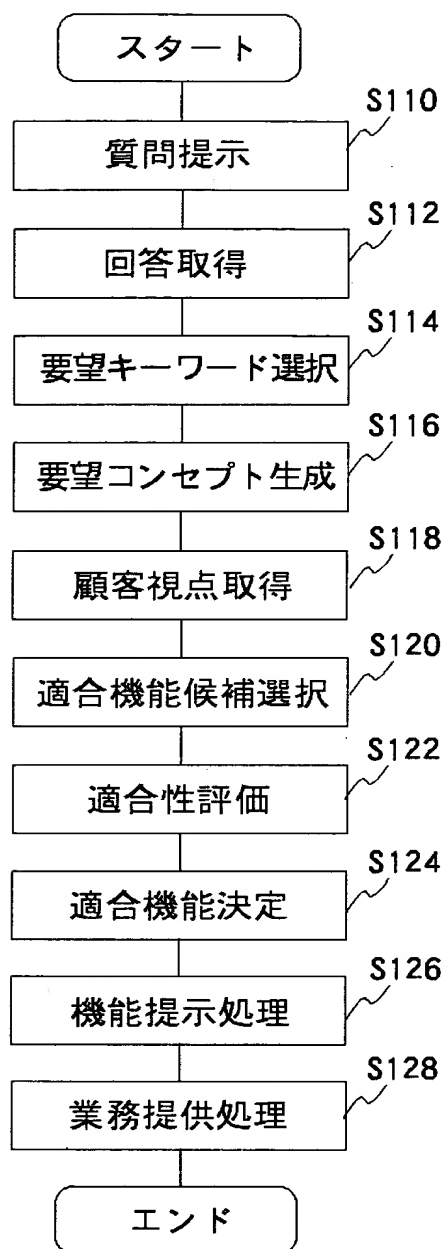 スタート
S110
質問提示
S112
回答取得
S114
要望キーワード選択
S116
要望コンセプト生成
S118
顧客視点取得
S120
適合機能候補選択
S122
適合性評価
S124
適合機能決定
S126
機能提示処理
S128
業務提供処理
エンド